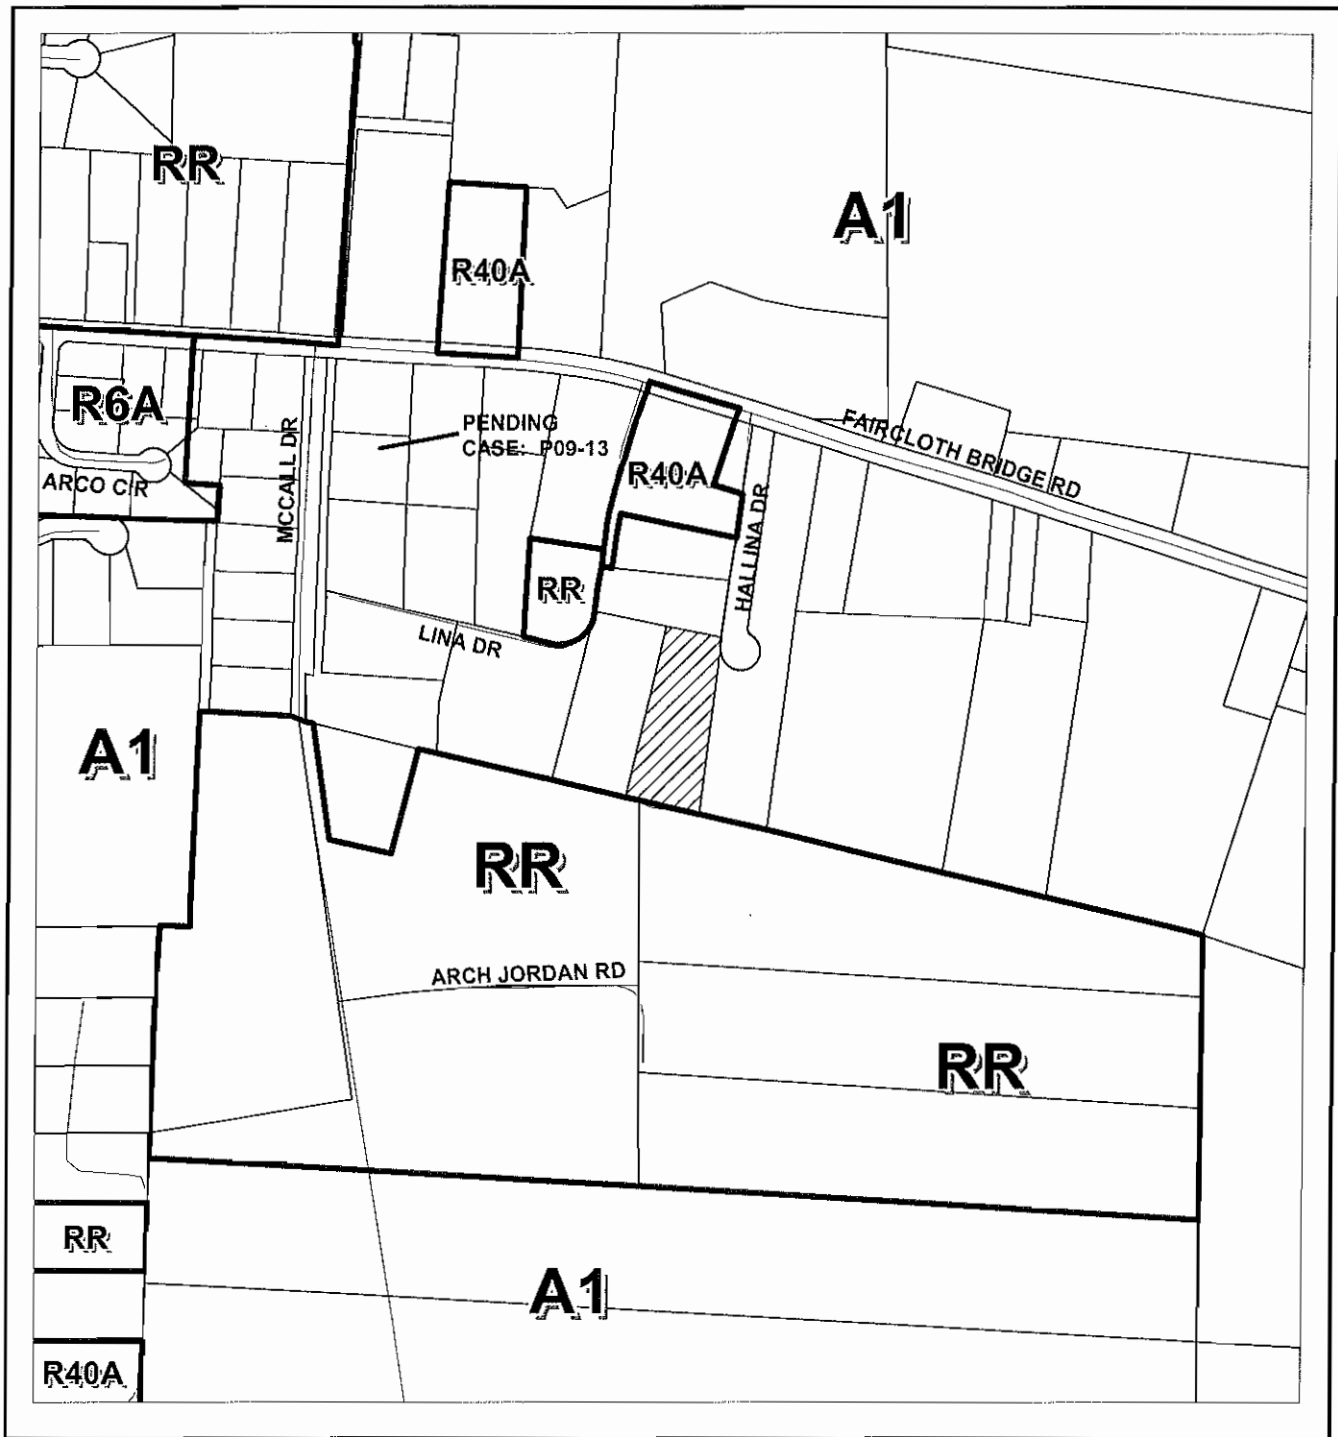 RR
A1
R40A
R6A
PENDING
CASE: P09-13
FAIRCLOTH BRIDGE RD
R40A
ARCO CIR
MCCALL DR
HALLINA DR
RR
LINA DR
A1
RR
ARCH JORDAN RD
RR
RR
A1
R40A